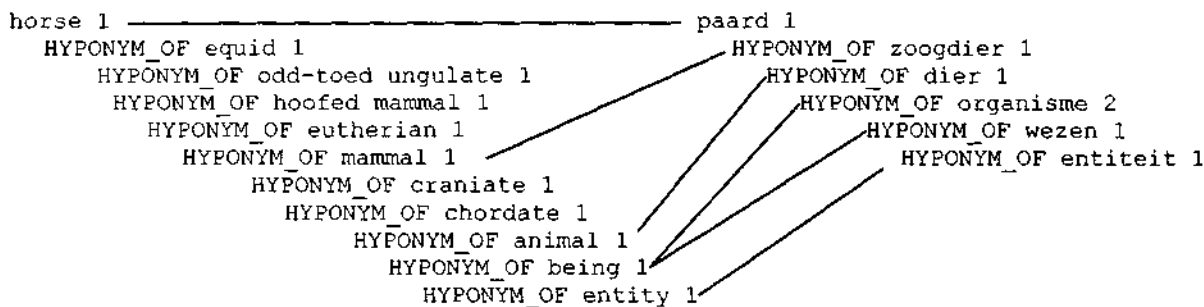 horse 1 paard 1
HYPONYM_OF equid 1 HYPONYM_OF zoogdier 1
HYPONYM_OF odd-toed ungulate 1 HYPONYM_OF dier 1
HYPONYM_OF hoofed mammal 1 HYPONYM_OF organisme 2
HYPONYM_OF eutherian 1 HYPONYM_OF wezen 1
HYPONYM_OF mammal 1 HYPONYM_OF entiteit 1
HYPONYM_OF craniate 1
HYPONYM_OF chordate 1
HYPONYM_OF animal 1
HYPONYM_OF being 1
HYPONYM_OF entity 1